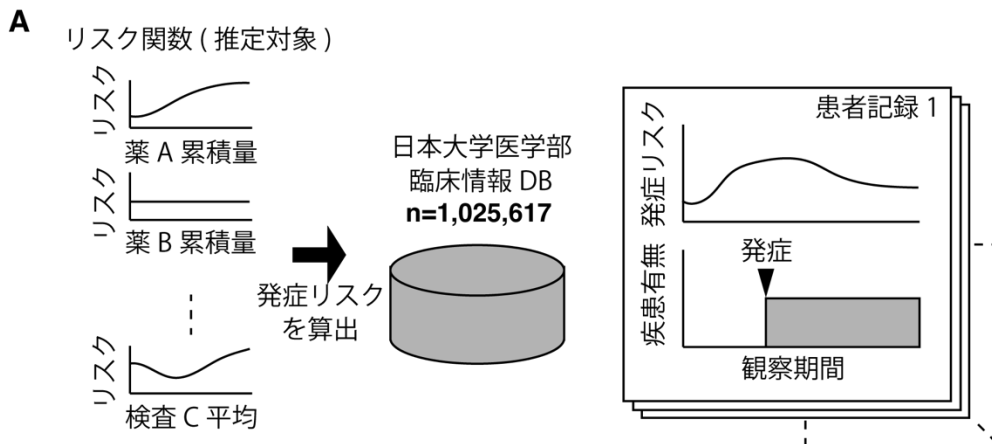 A
リスク関数 ( 推定対象 )
リスク
薬 A 累積量
リスク
薬 B 累積量
リスク
検査 C 平均
発症リスク
を算出
日本大学医学部
臨床情報 DB
n=1,025,617
患者記録 1
発症リスク
疾患有無
発症
観察期間